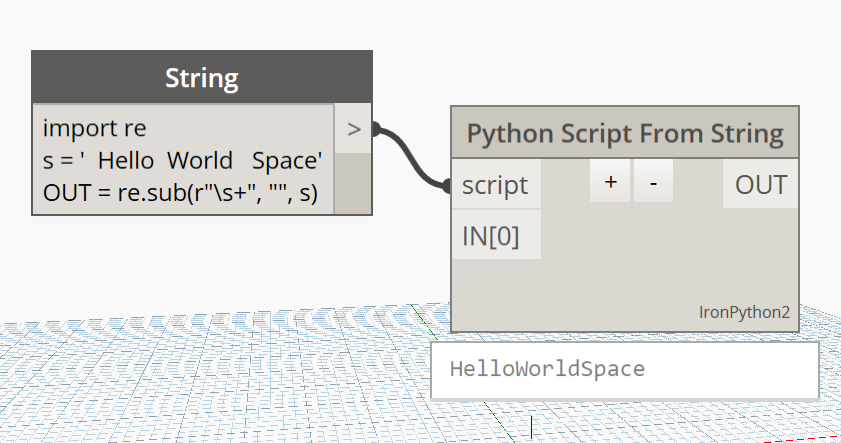 String
import re
s = '  Hello  World   Space'
OUT = re.sub(r"\s+", "", s)
>
Python Script From String
script
+
-
OUT
IN[0]
IronPython2
HelloWorldSpace